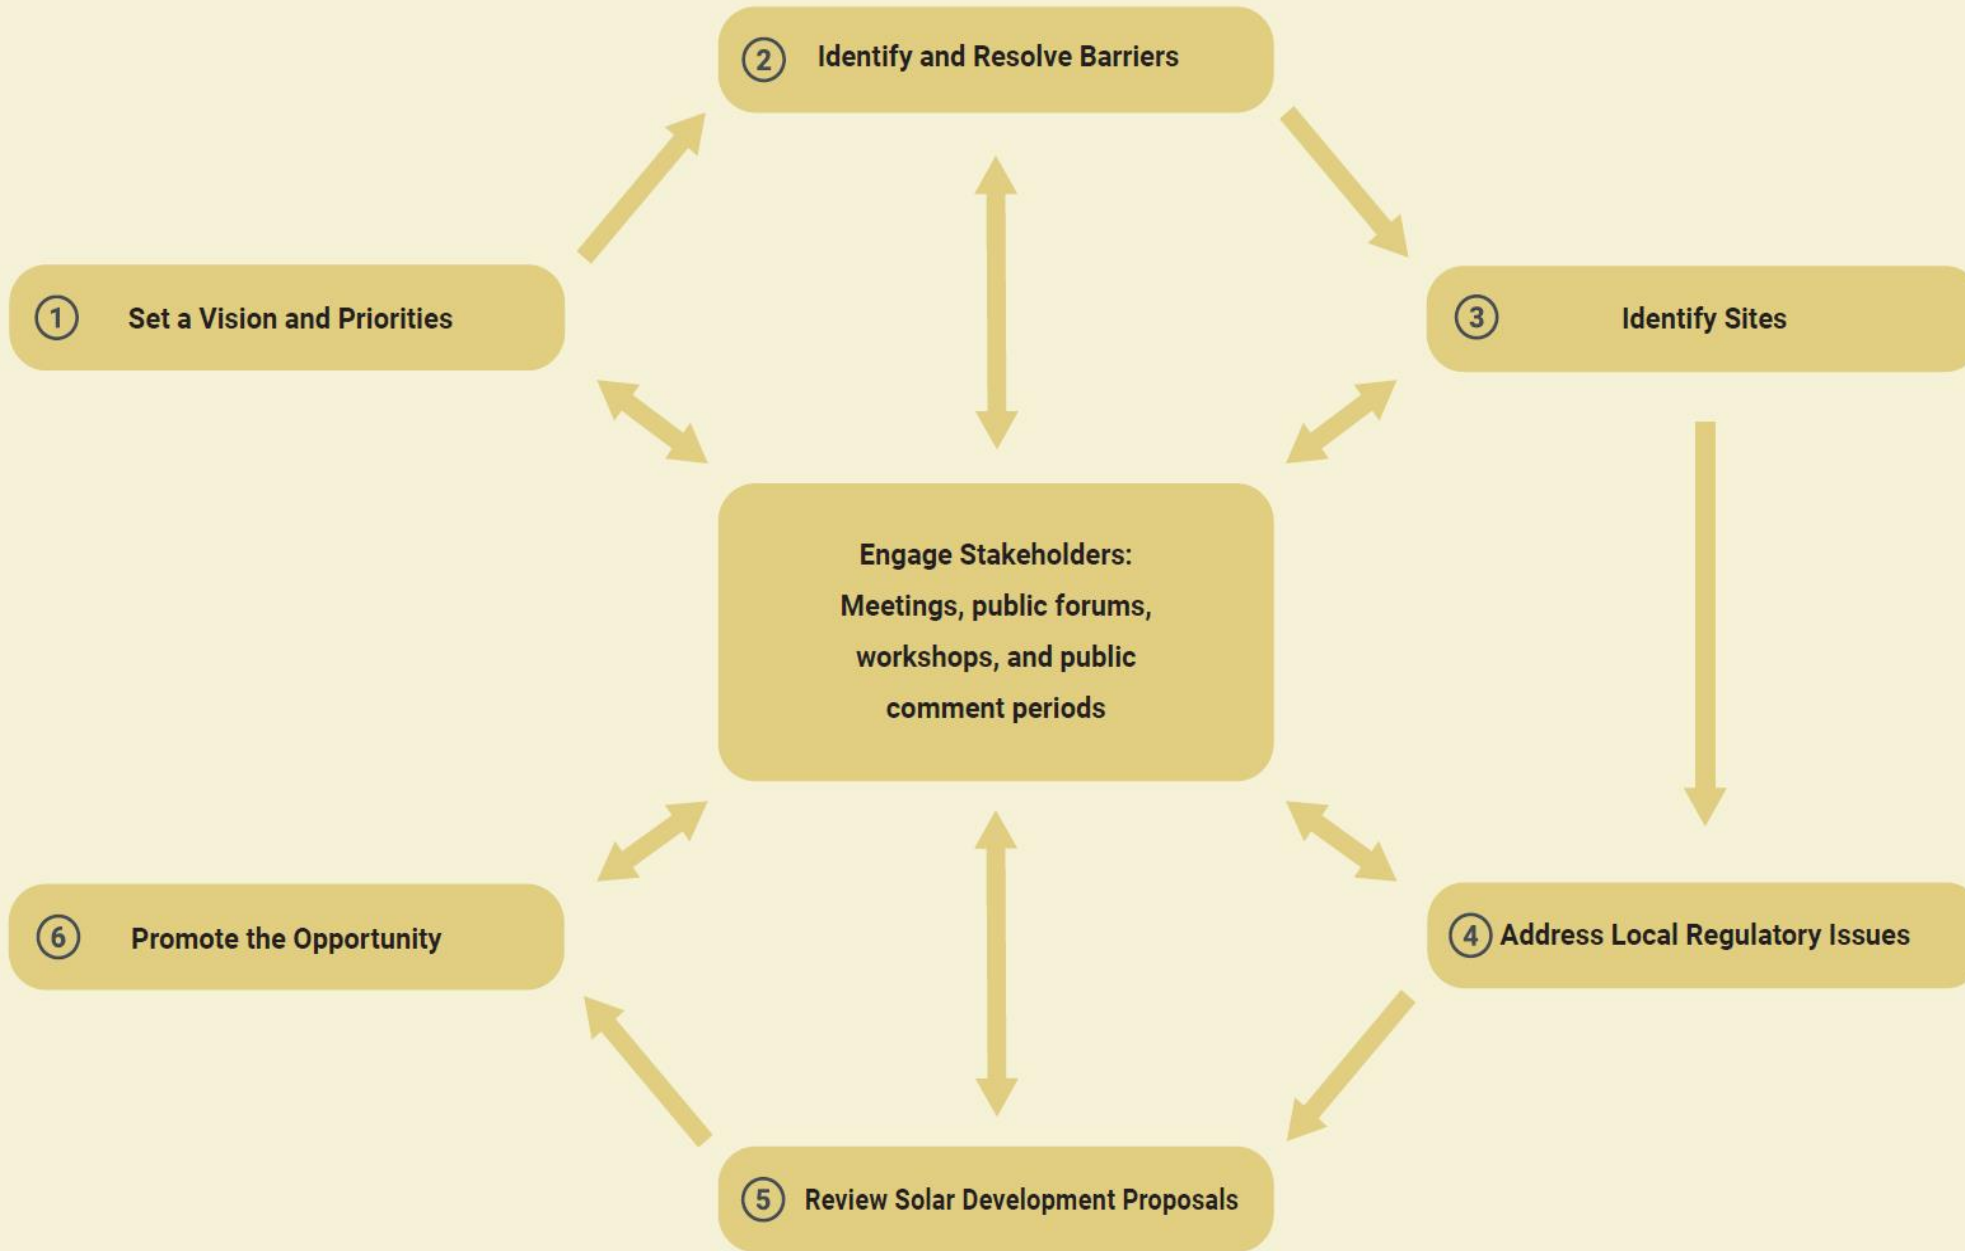 ② Identify and Resolve Barriers
① Set a Vision and Priorities
③ Identify Sites
Engage Stakeholders:
Meetings, public forums,
workshops, and public
comment periods
⑥ Promote the Opportunity
④ Address Local Regulatory Issues
⑤ Review Solar Development Proposals